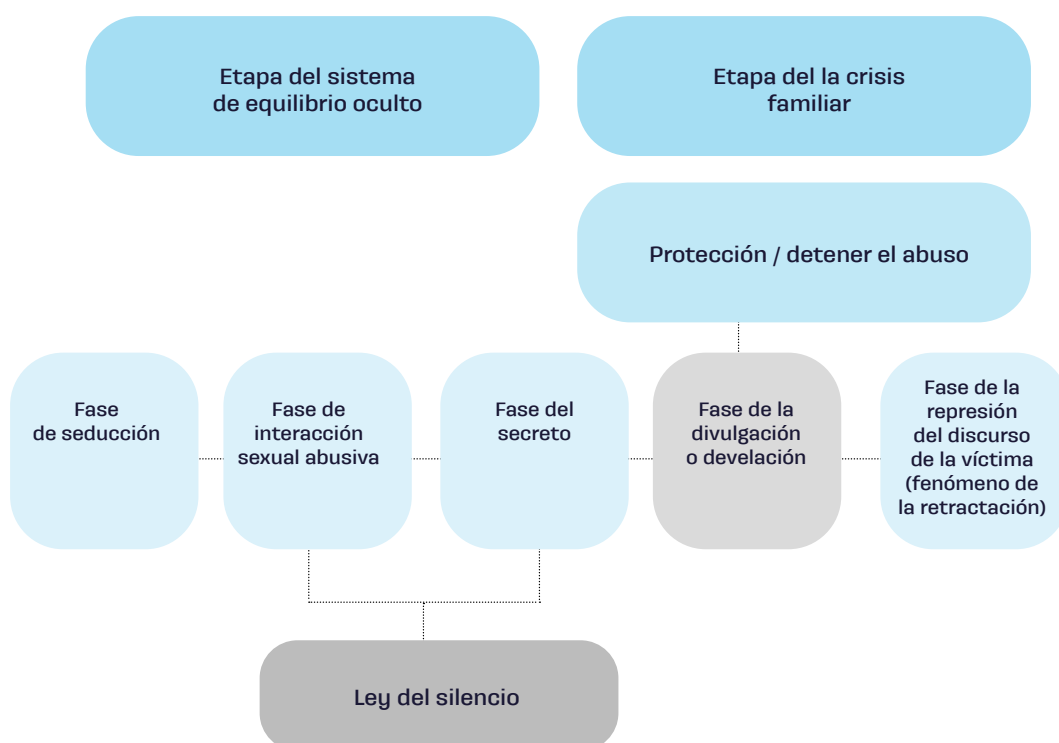 Etapa del sistema
de equilibrio oculto
Etapa del la crisis
familiar
Protección / detener el abuso
Fase
de seducción
Fase de
interacción
sexual abusiva
Fase del
secreto
Fase de la
divulgación
o develación
Fase de la
represión
del discurso
de la víctima
(fenómeno de
la retractación)
Ley del silencio